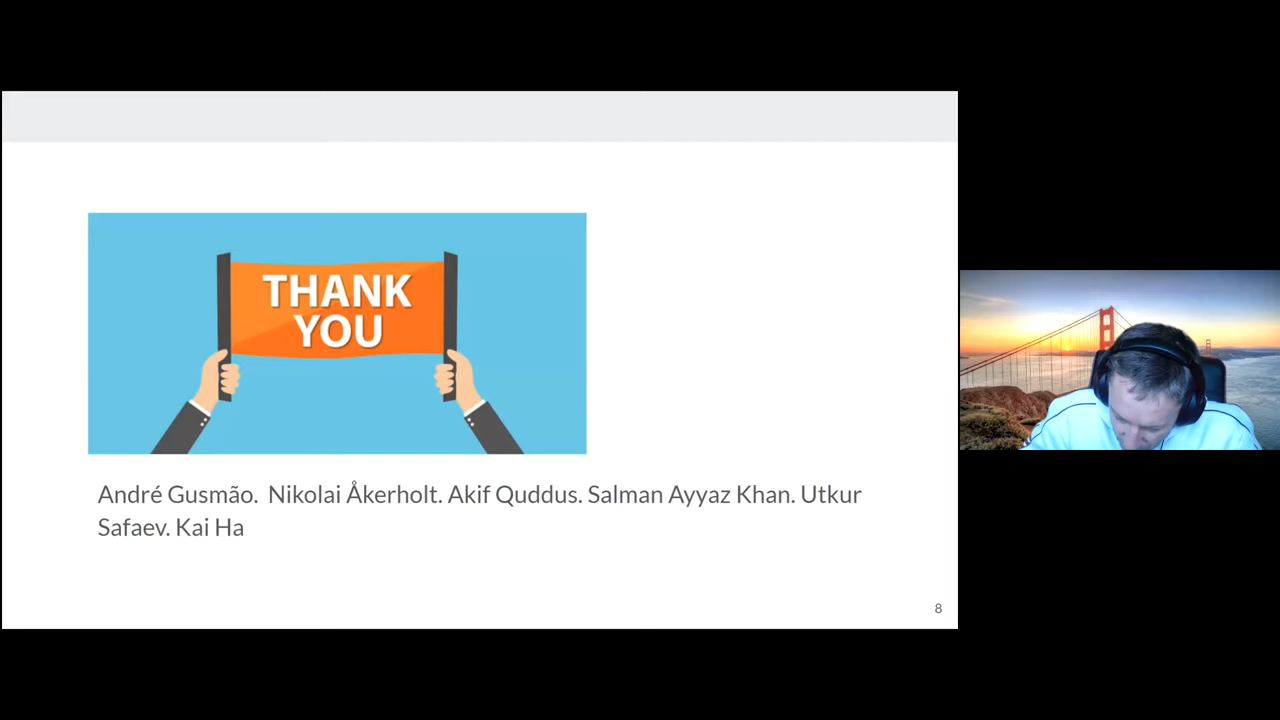 THANK
YOU
André Gusmão.  Nikolai Åkerholt. Akif Quddus. Salman Ayyaz Khan. Utkur
Safaev. Kai Ha
8